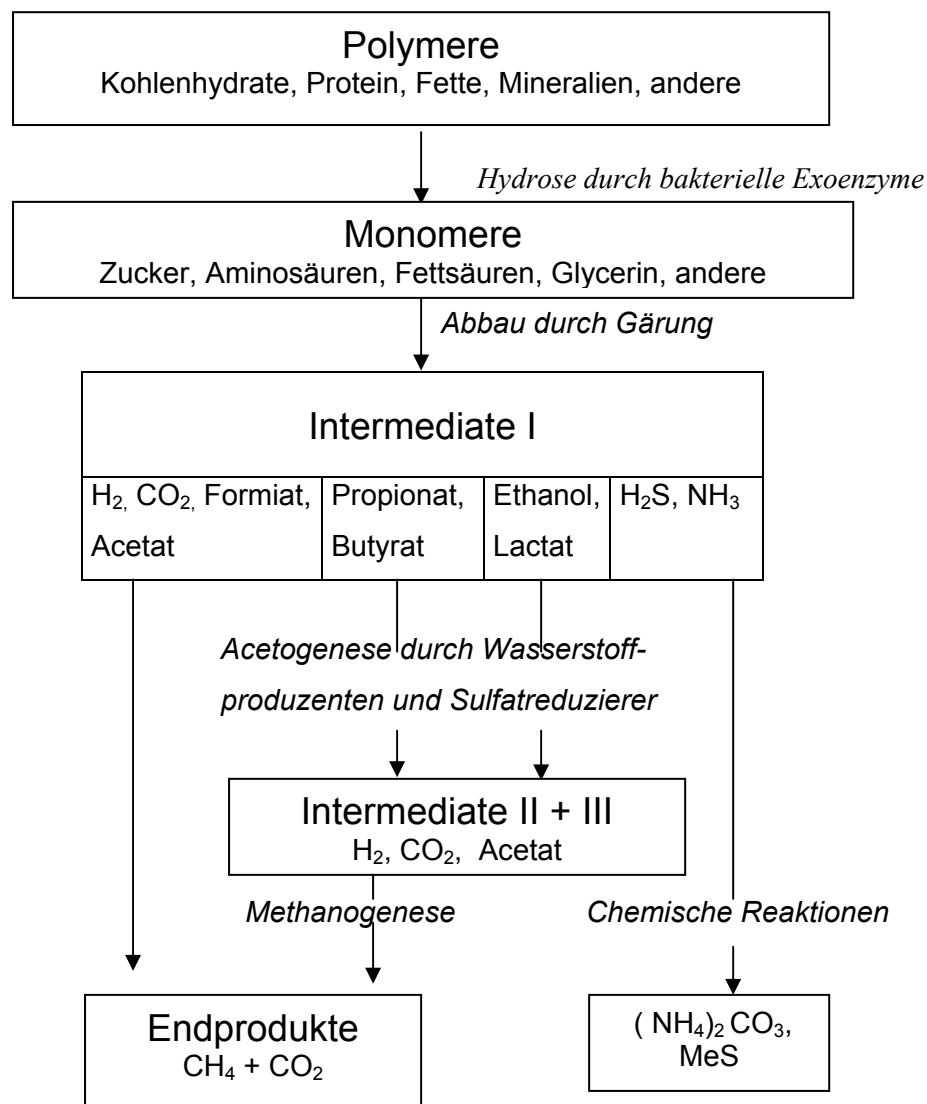 Polymere
Kohlenhydrate, Protein, Fette, Mineralien, andere
Hydrose durch bakterielle Exoenzyme
Monomere
Zucker, Aminosäuren, Fettsäuren, Glycerin, andere
Abbau durch Gärung
Intermediate I
H₂, CO₂, Formiat,
Acetat
Propionat,
Butyrat
Ethanol,
Lactat
H₂S, NH₃
Acetogenese durch Wasserstoff-
produzenten und Sulfatreduzierer
Intermediate II + III
H₂, CO₂, Acetat
Methanogenese
Chemische Reaktionen
Endprodukte
CH₄ + CO₂
( NH₄)₂ CO₃,
MeS